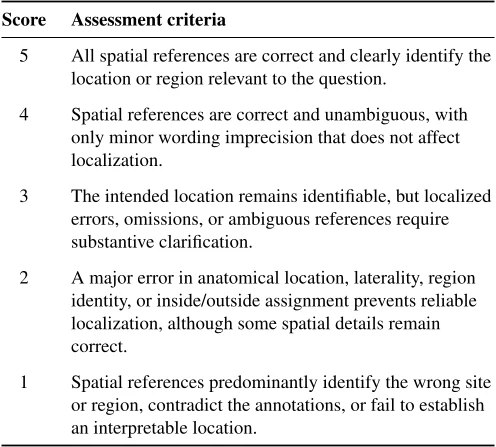 Score Assessment criteria
5 All spatial references are correct and clearly identify the
location or region relevant to the question.
4 Spatial references are correct and unambiguous, with
only minor wording imprecision that does not affect
localization.
3 The intended location remains identifiable, but localized
errors, omissions, or ambiguous references require
substantive clarification.
2 A major error in anatomical location, laterality, region
identity, or inside/outside assignment prevents reliable
localization, although some spatial details remain
correct.
1 Spatial references predominantly identify the wrong site
or region, contradict the annotations, or fail to establish
an interpretable location.